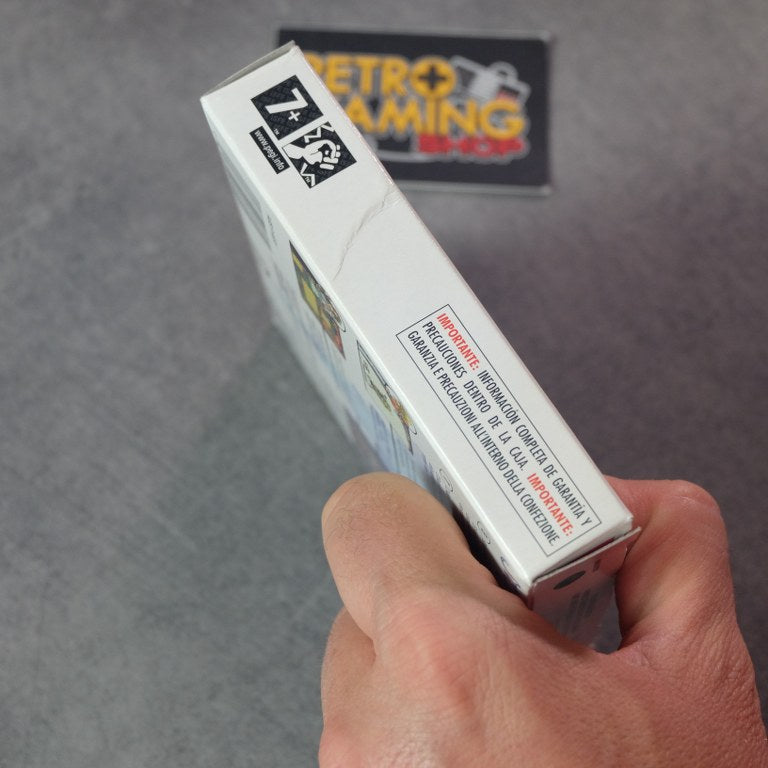 RETRO
GAMING
SHOP
7+
™
www.pegi.info
IMPORTANTE: INFORMACIÓN COMPLETA DE GARANTÍA Y
PRECAUCIONES DENTRO DE LA CAJA. IMPORTANTE:
GARANZIA E PRECAUZIONI ALL'INTERNO DELLA CONFEZIONE.